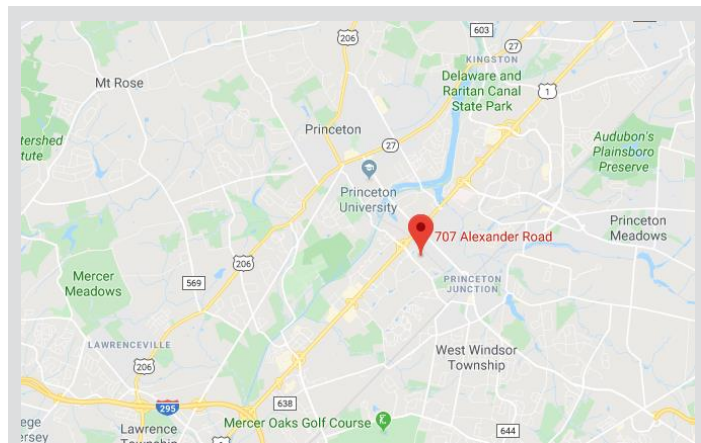 206
603
27
KINGSTON
Delaware and
Raritan Canal
State Park
1
Mt Rose
Princeton
27
Audubon's
Plainsboro
Preserve
tershed
tute
Princeton
University
707 Alexander Road
Princeton
Meadows
206
Mercer
Meadows
569
PRINCETON
JUNCTION
LAWRENCEVILLE
206
West Windsor
Township
295
638
Mercer Oaks Golf Course
644
ege
ersey
Lawrence
Township